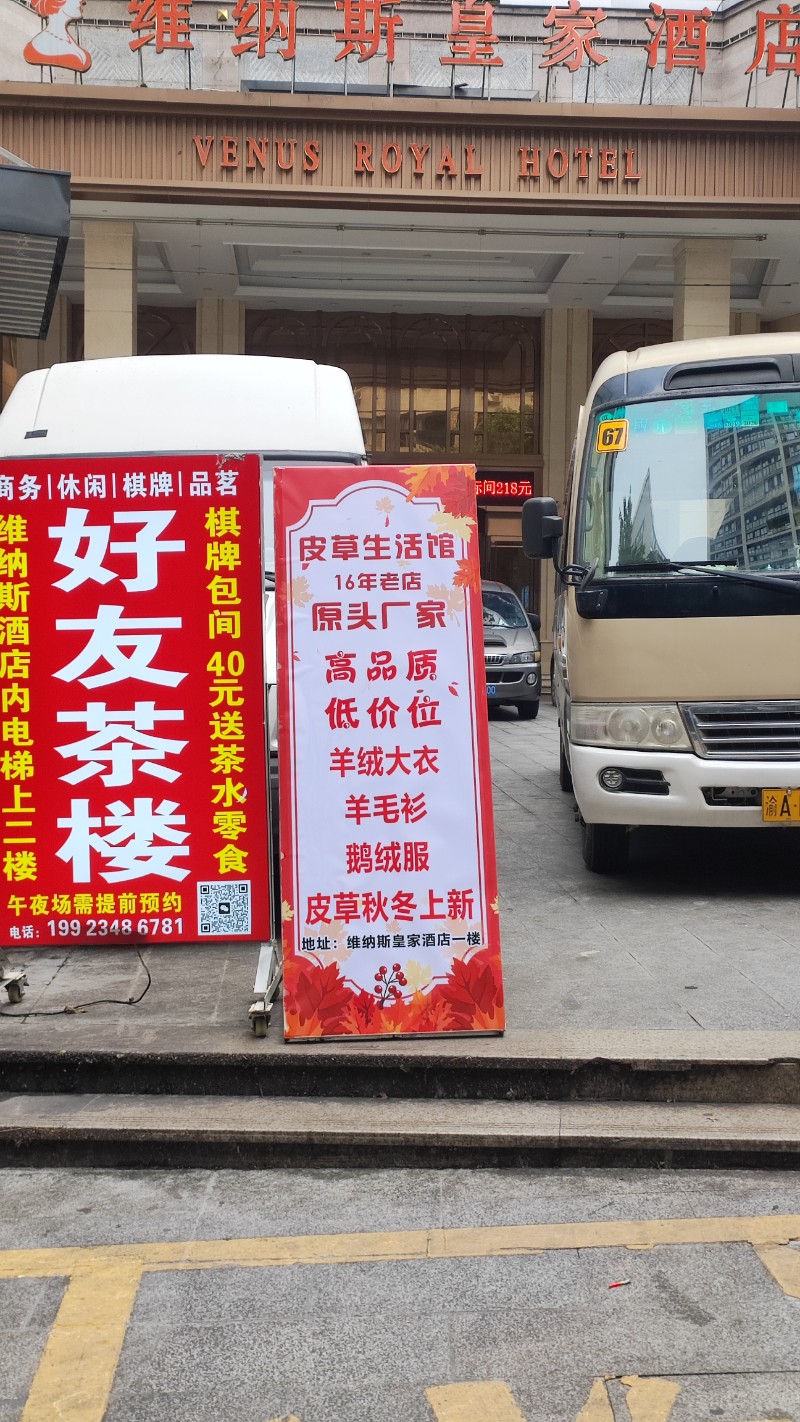 维纳斯皇家酒店
VENUS ROYAL HOTEL
67
标间218元
商务|休闲|棋牌|品茗
维纳斯酒店内电梯上二楼
好友茶楼
棋牌包间 40元送茶水零食
午夜场需提前预约
电话：199 2348 6781
皮草生活馆
16年老店
原头厂家
高品质
低价位
羊绒大衣
羊毛衫
鹅绒服
皮草秋冬上新
地址：维纳斯皇家酒店一楼
渝A